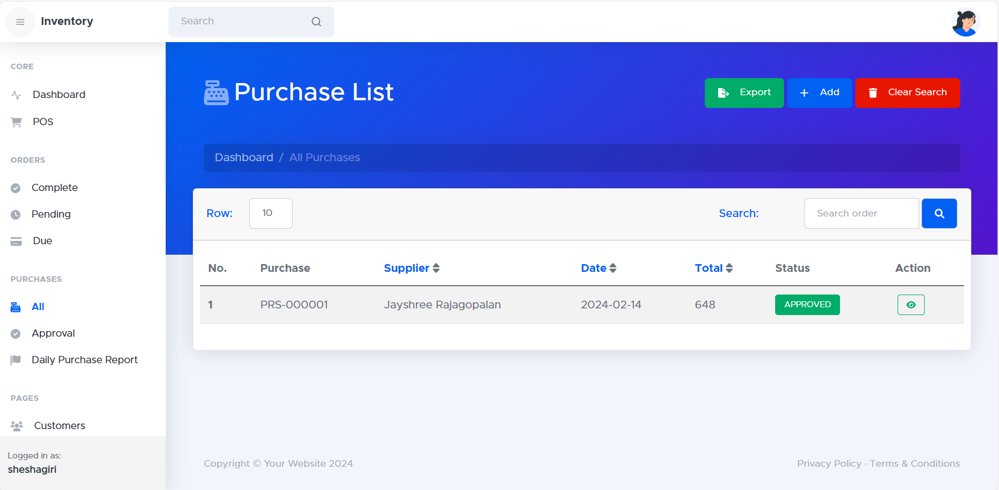 Inventory
Search
CORE
Dashboard
POS
ORDERS
Complete
Pending
Due
PURCHASES
All
Approval
Daily Purchase Report
PAGES
Customers
Logged in as:
sheshagiri
Purchase List
Export
Add
Clear Search
Dashboard / All Purchases
Row: 10 Search: Search order
No. Purchase Supplier Date Total Status Action
1 PRS-000001 Jayshree Rajagopalan 2024-02-14 648 APPROVED
Copyright © Your Website 2024
Privacy Policy · Terms & Conditions